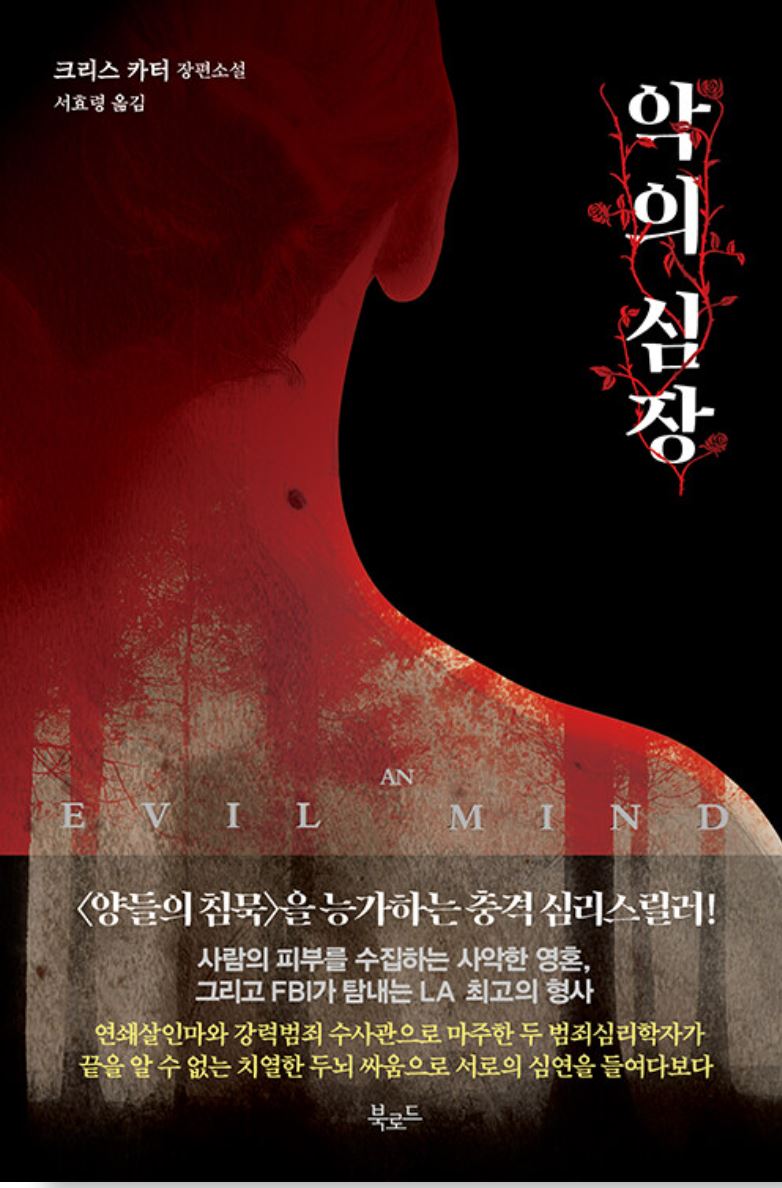 크리스 카터 장편소설
서효령 옮김
악의 심장
AN
EVIL MIND
〈양들의 침묵〉을 능가하는 충격 심리스릴러!
사람의 피부를 수집하는 사악한 영혼,
그리고 FBI가 탐내는 LA 최고의 형사
연쇄살인마와 강력범죄 수사관으로 마주한 두 범죄심리학자가
끝을 알 수 없는 치열한 두뇌 싸움으로 서로의 심연을 들여다보다
북로드